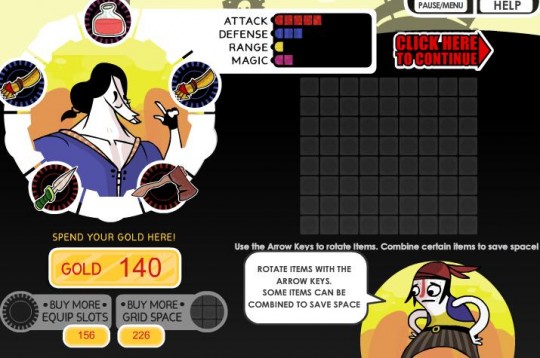 PAUSE/MENU
HELP
ATTACK
DEFENSE
RANGE
MAGIC
CLICK HERE
TO CONTINUE
Use the Arrow Keys to rotate items. Combine certain items to save space!
SPEND YOUR GOLD HERE!
GOLD 140
BUY MORE
EQUIP SLOTS
156
BUY MORE
GRID SPACE
226
ROTATE ITEMS WITH THE
ARROW KEYS.
SOME ITEMS CAN BE
COMBINED TO SAVE SPACE